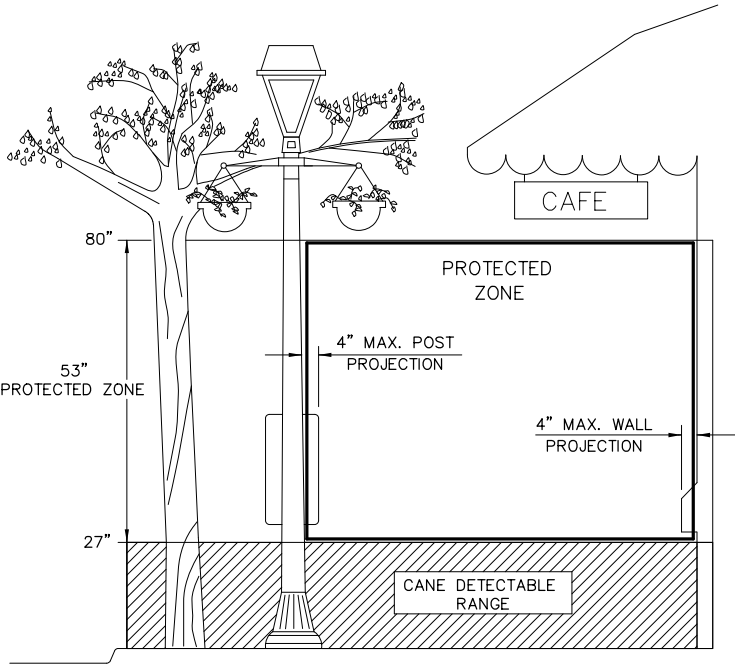 CAFE
80”
PROTECTED
ZONE
4” MAX. POST
PROJECTION
53”
PROTECTED ZONE
4” MAX. WALL
PROJECTION
27”
CANE DETECTABLE
RANGE